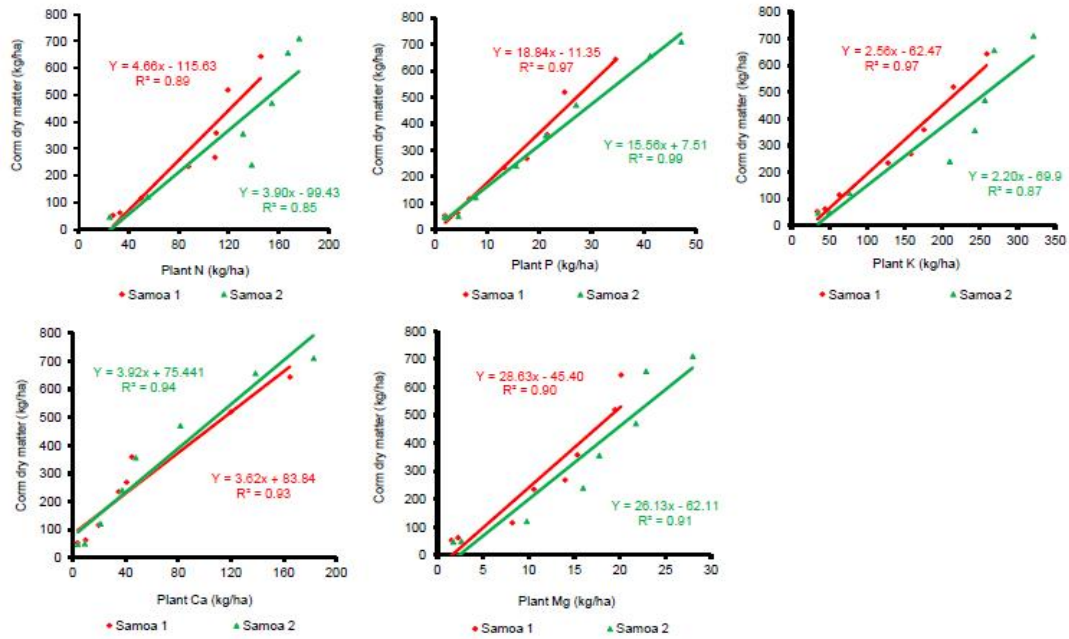 800
700
600
500
400
300
200
100
0
Corm dry matter (kg/ha)
Y = 4.66x - 115.63
R² = 0.89
Y = 3.90x - 99.43
R² = 0.85
0 40 80 120 160 200
Plant N (kg/ha)
Samoa 1 Samoa 2
800
700
600
500
400
300
200
100
0
Corm dry matter (kg/ha)
Y = 18.84x - 11.35
R² = 0.97
Y = 15.56x + 7.51
R² = 0.99
0 10 20 30 40 50
Plant P (kg/ha)
Samoa 1 Samoa 2
800
700
600
500
400
300
200
100
0
Corm dry matter (kg/ha)
Y = 2.56x - 62.47
R² = 0.97
Y = 2.20x - 69.9
R² = 0.87
0 50 100 150 200 250 300 350
Plant K (kg/ha)
Samoa 1 Samoa 2
800
700
600
500
400
300
200
100
0
Corm dry matter (kg/ha)
Y = 3.92x + 75.441
R² = 0.94
Y = 3.62x + 83.84
R² = 0.93
0 40 80 120 160 200
Plant Ca (kg/ha)
Samoa 1 Samoa 2
800
700
600
500
400
300
200
100
0
Corm dry matter (kg/ha)
Y = 28.63x - 45.40
R² = 0.90
Y = 26.13x - 62.11
R² = 0.91
0 5 10 15 20 25 30
Plant Mg (kg/ha)
Samoa 1 Samoa 2